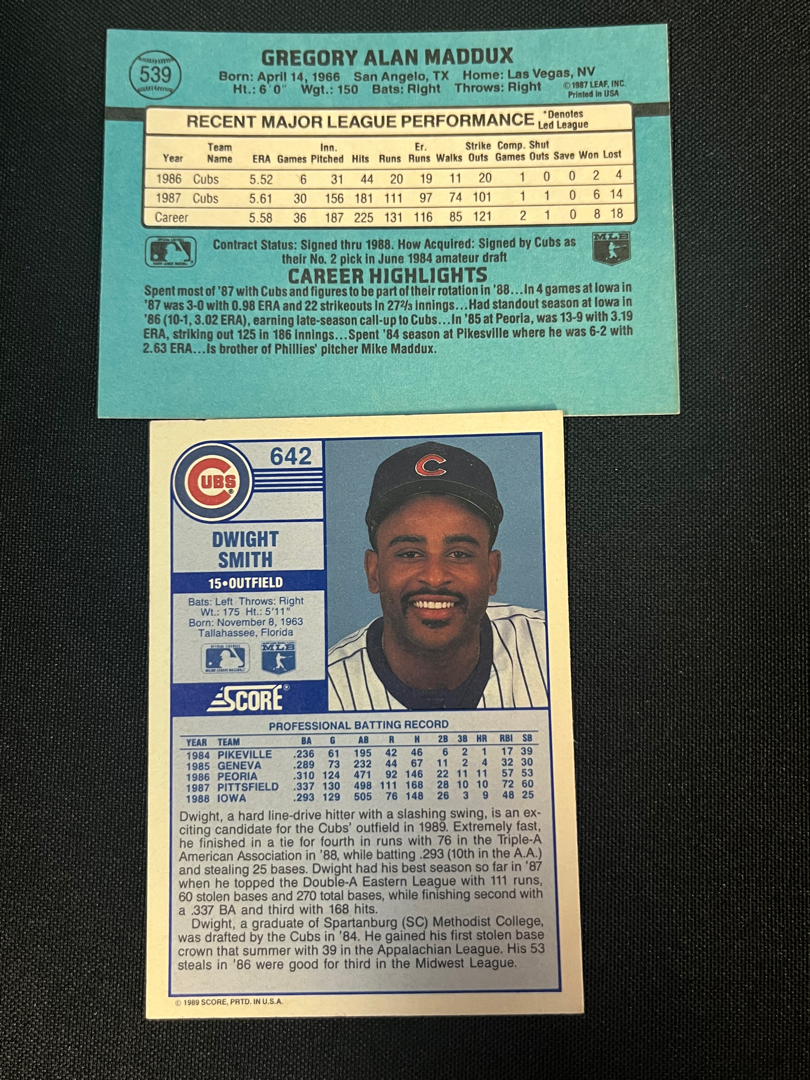 539
GREGORY ALAN MADDUX
Born: April 14, 1966 San Angelo, TX Home: Las Vegas, NV
Ht.: 6'0" Wgt.: 150 Bats: Right Throws: Right
©1987 LEAF, INC.
Printed in USA
RECENT MAJOR LEAGUE PERFORMANCE *Denotes Led League
Year Team Name ERA Games Inn. Pitched Hits Runs Er. Runs Walks Strike Outs Comp. Games Shut Outs Save Won Lost
1986 Cubs 5.52 6 31 44 20 19 11 20 1 0 0 2 4
1987 Cubs 5.61 30 156 181 111 97 74 101 1 1 0 6 14
Career 5.58 36 187 225 131 116 85 121 2 1 0 8 18
Contract Status: Signed thru 1988. How Acquired: Signed by Cubs as
their No. 2 pick in June 1984 amateur draft
MLB
CAREER HIGHLIGHTS
Spent most of '87 with Cubs and figures to be part of their rotation in '88...In 4 games at Iowa in
'87 was 3-0 with 0.98 ERA and 22 strikeouts in 27⅔ innings...Had standout season at Iowa in
'86 (10-1, 3.02 ERA), earning late-season call-up to Cubs...In '85 at Peoria, was 13-9 with 3.19
ERA, striking out 125 in 186 innings...Spent '84 season at Pikesville where he was 6-2 with
2.63 ERA...Is brother of Phillies' pitcher Mike Maddux.
CUBS®
642
C
DWIGHT
SMITH
15•OUTFIELD
Bats: Left Throws: Right
Wt.: 175 Ht.: 5'11"
Born: November 8, 1963
Tallahassee, Florida
MLB
SCORE®
PROFESSIONAL BATTING RECORD
YEAR TEAM BA G AB R H 2B 3B HR RBI SB
1984 PIKEVILLE .236 61 195 42 46 6 2 1 17 39
1985 GENEVA .289 73 232 44 67 11 2 4 32 30
1986 PEORIA .310 124 471 92 146 22 11 11 57 53
1987 PITTSFIELD .337 130 498 111 168 28 10 10 72 60
1988 IOWA .293 129 505 76 148 26 3 9 48 25
Dwight, a hard line-drive hitter with a slashing swing, is an ex-
citing candidate for the Cubs' outfield in 1989. Extremely fast,
he finished in a tie for fourth in runs with 76 in the Triple-A
American Association in '88, while batting .293 (10th in the A.A.)
and stealing 25 bases. Dwight had his best season so far in '87
when he topped the Double-A Eastern League with 111 runs,
60 stolen bases and 270 total bases, while finishing second with
a .337 BA and third with 168 hits.
Dwight, a graduate of Spartanburg (SC) Methodist College,
was drafted by the Cubs in '84. He gained his first stolen base
crown that summer with 39 in the Appalachian League. His 53
steals in '86 were good for third in the Midwest League.
© 1989 SCORE, PRTD. IN U.S.A.